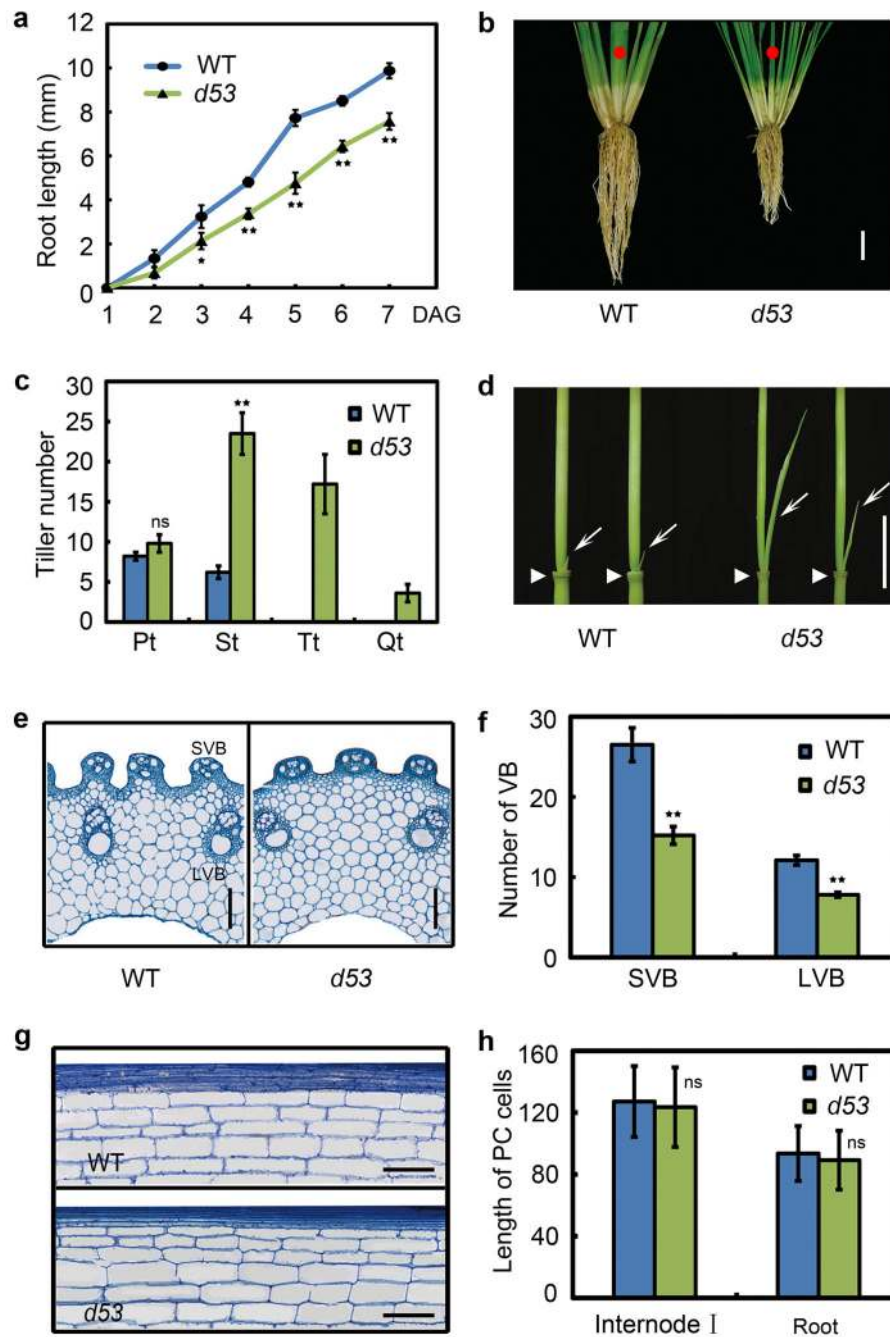 a
12
10
8
6
4
2
0
Root length (mm)
WT
d53
*
**
**
**
**
1 2 3 4 5 6 7 DAG
b
WT d53
c
30
25
20
15
10
5
0
Tiller number
WT
d53
ns
**
Pt St Tt Qt
d
WT d53
e
SVB
LVB
WT d53
f
30
20
10
0
Number of VB
WT
d53
**
**
SVB LVB
g
WT
d53
h
160
120
80
40
0
Length of PC cells
WT
d53
ns
ns
Internode I Root